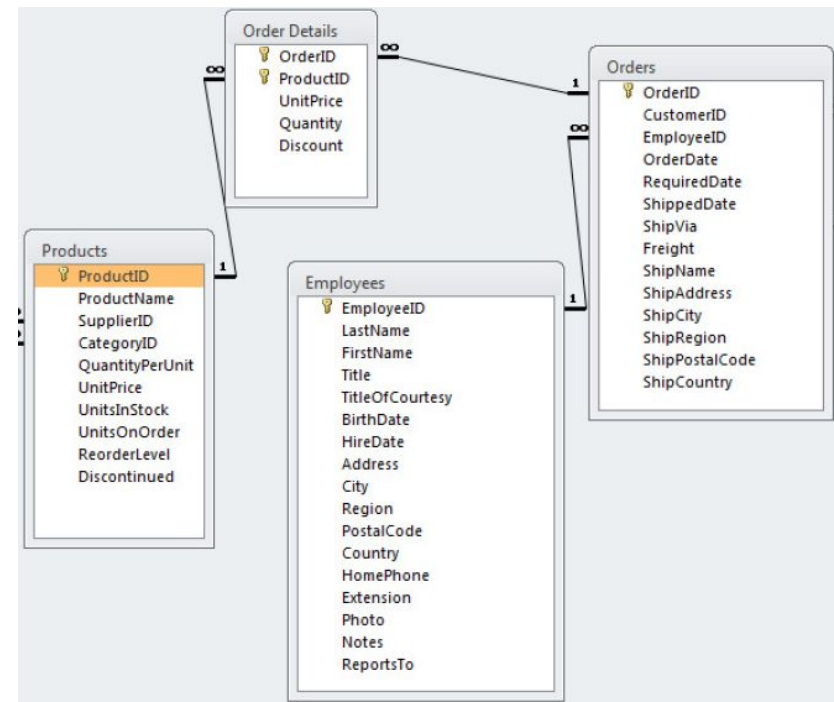 Order Details
OrderID
ProductID
UnitPrice
Quantity
Discount
∞
∞
1
∞
1
1
Orders
OrderID
CustomerID
EmployeeID
OrderDate
RequiredDate
ShippedDate
ShipVia
Freight
ShipName
ShipAddress
ShipCity
ShipRegion
ShipPostalCode
ShipCountry
Products
ProductID
ProductName
SupplierID
CategoryID
QuantityPerUnit
UnitPrice
UnitsInStock
UnitsOnOrder
ReorderLevel
Discontinued
Employees
EmployeeID
LastName
FirstName
Title
TitleOfCourtesy
BirthDate
HireDate
Address
City
Region
PostalCode
Country
HomePhone
Extension
Photo
Notes
ReportsTo